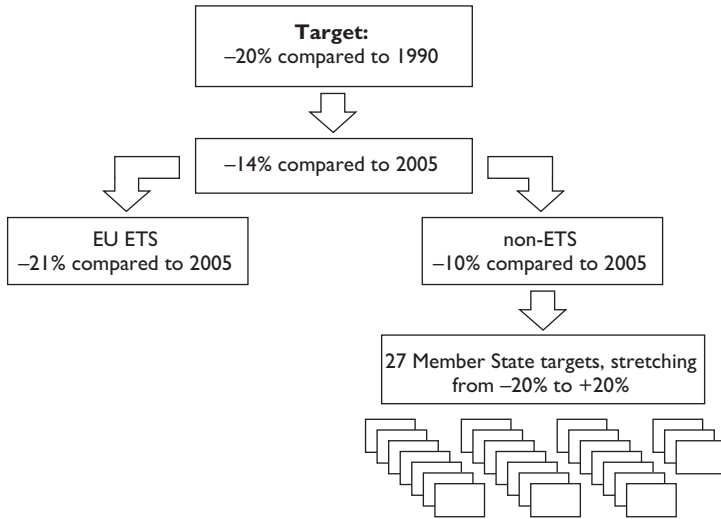 Target:
–20% compared to 1990
–14% compared to 2005
EU ETS
–21% compared to 2005
non-ETS
–10% compared to 2005
27 Member State targets, stretching
from –20% to +20%